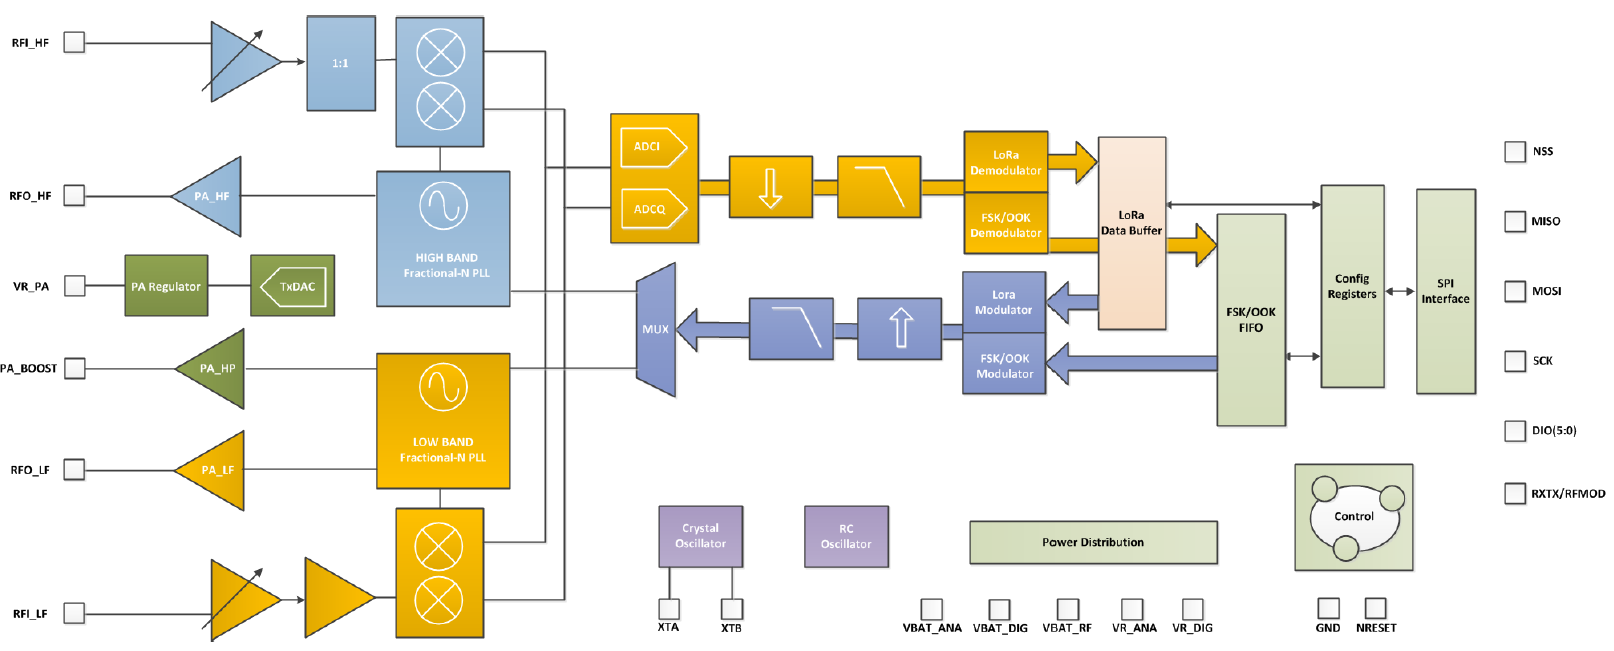 RFI_HF
1:1
RFO_HF
PA_HF
HIGH BAND
Fractional-N PLL
VR_PA
PA Regulator
TxDAC
PA_BOOST
PA_HP
LOW BAND
Fractional-N PLL
RFO_LF
PA_LF
RFI_LF
ADCI
ADCQ
MUX
LoRa
Demodulator
FSK/OOK
Demodulator
Lora
Modulator
FSK/OOK
Modulator
LoRa
Data Buffer
FSK/OOK
FIFO
Config
Registers
SPI
Interface
NSS
MISO
MOSI
SCK
DIO(5:0)
RXTX/RFMOD
Crystal
Oscillator
RC
Oscillator
Power Distribution
Control
XTA
XTB
VBAT_ANA
VBAT_DIG
VBAT_RF
VR_ANA
VR_DIG
GND
NRESET